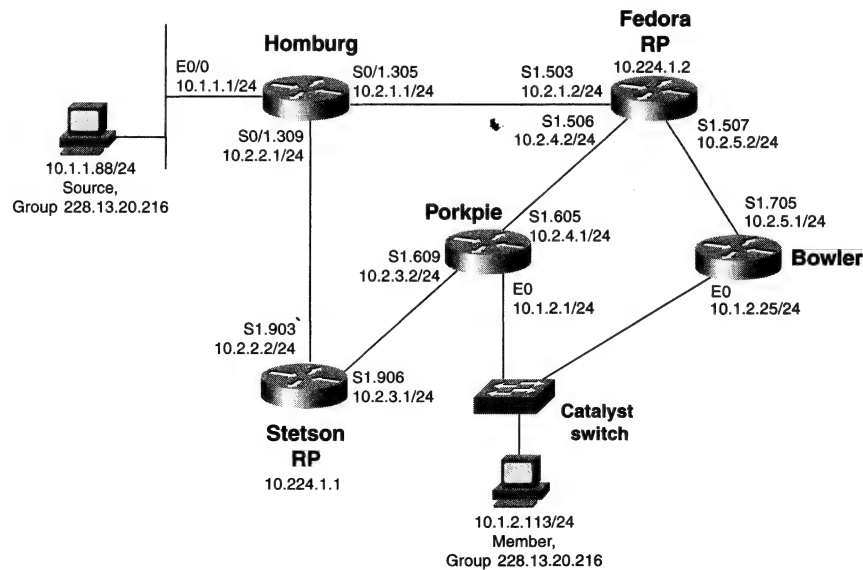 Fedora
RP
10.224.1.2
Homburg
E0/0
10.1.1.1/24
S0/1.305
10.2.1.1/24
S1.503
10.2.1.2/24
S1.506
10.2.4.2/24
S1.507
10.2.5.2/24
S0/1.309
10.2.2.1/24
10.1.1.88/24
Source,
Group 228.13.20.216
Porkpie
S1.605
10.2.4.1/24
S1.705
10.2.5.1/24
Bowler
S1.609
10.2.3.2/24
E0
10.1.2.1/24
E0
10.1.2.25/24
S1.903
10.2.2.2/24
S1.906
10.2.3.1/24
Stetson
RP
10.224.1.1
Catalyst
switch
10.1.2.113/24
Member,
Group 228.13.20.216